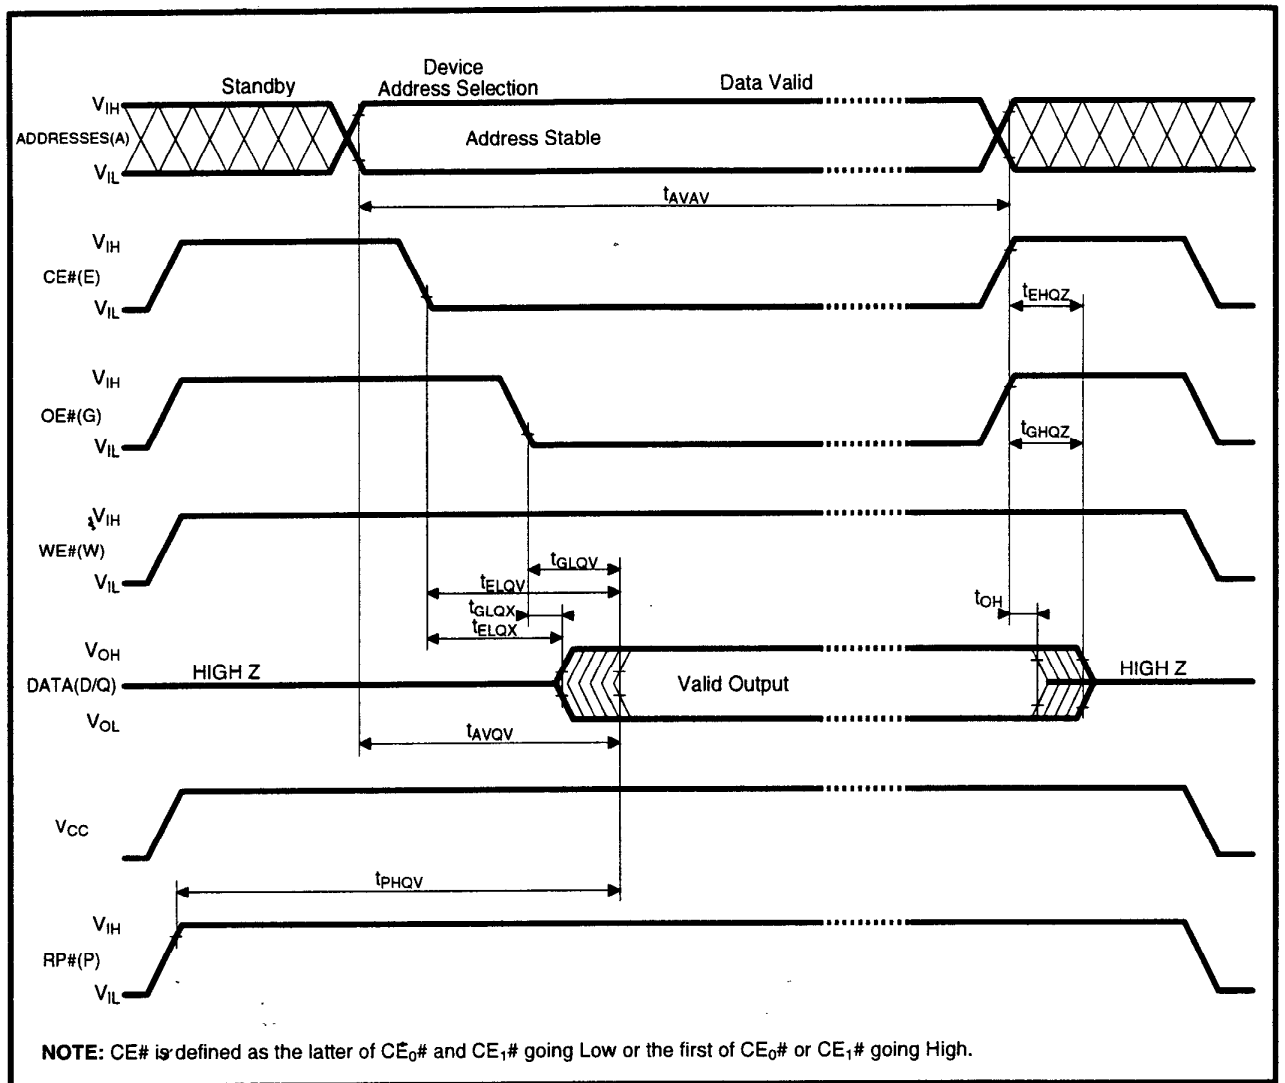 Standby
Device
Address Selection
Data Valid
VIH
ADDRESSES(A)
Address Stable
VIL
tAVAV
VIH
CE#(E)
VIL
tEHQZ
VIH
OE#(G)
VIL
tGHQZ
VIH
WE#(W)
VIL
tGLQV
tELQV
tGLQX
tELQX
tOH
VOH
HIGH Z
DATA(D/Q)
Valid Output
HIGH Z
VOL
tAVQV
VCC
tPHQV
VIH
RP#(P)
VIL
NOTE: CE# is defined as the latter of CE0# and CE1# going Low or the first of CE0# or CE1# going High.